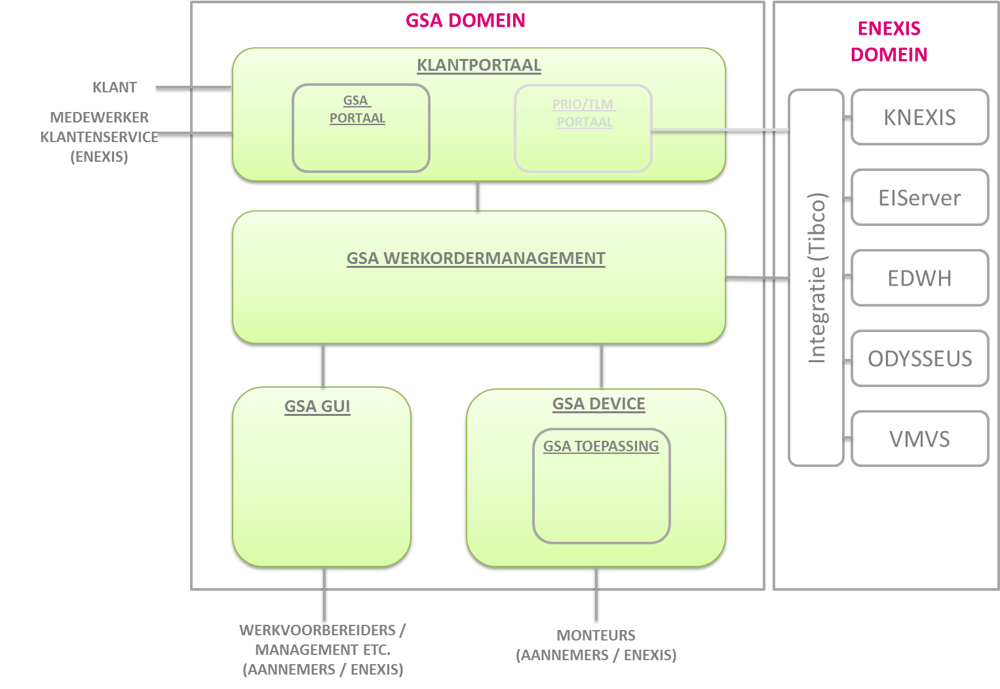 GSA DOMEIN
ENEXIS
DOMEIN
KLANTPORTAAL
KLANT
GSA
PORTAAL
PRIO/TLM
PORTAAL
MEDEWERKER
KLANTENSERVICE
(ENEXIS)
KNEXIS
EIServer
Integratie (Tibco)
GSA WERKORDERMANAGEMENT
EDWH
ODYSSEUS
GSA GUI
GSA DEVICE
GSA TOEPASSING
VMVS
WERKVOORBEREIDERS /
MANAGEMENT ETC.
(AANNEMERS / ENEXIS)
MONTEURS
(AANNEMERS / ENEXIS)